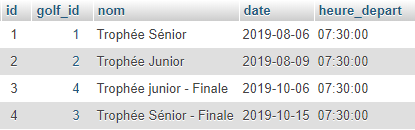 id golf_id nom date heure_depart
1 1 Trophée Sénior 2019-08-06 07:30:00
2 2 Trophée Junior 2019-08-09 07:30:00
3 4 Trophée junior - Finale 2019-10-06 07:30:00
4 3 Trophée Sénior - Finale 2019-10-15 07:30:00